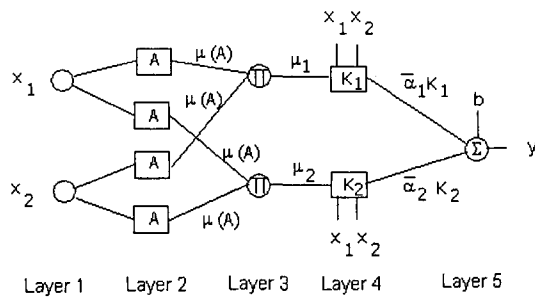 x₁ x₂
A μ(A) μ₁ K₁ ᾱ₁K₁
x₁ Π
μ(A) b
A
μ(A) Σ y
A
x₂ Π μ₂ K₂ ᾱ₂ K₂
A μ(A)
x₁ x₂
Layer 1 Layer 2 Layer 3 Layer 4 Layer 5